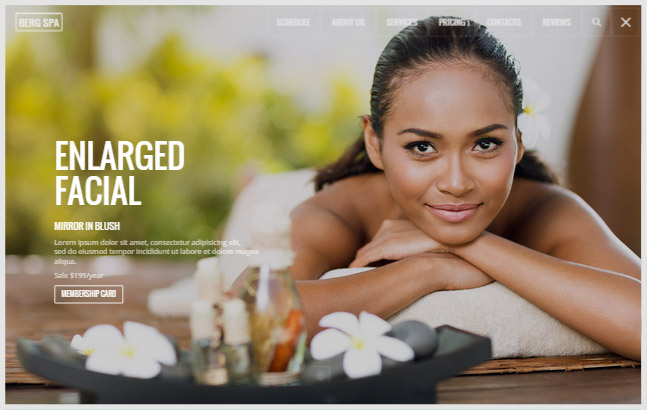 BERG SPA
SCHEDULE ABOUT US SERVICES PRICING CONTACTS REVIEWS
ENLARGED
FACIAL
MIRROR IN BLUSH
Lorem ipsum dolor sit amet, consectetur adipisicing elit,
sed do eiusmod tempor incididunt ut labore et dolore magna
aliqua.
Sale $199/year
MEMBERSHIP CARD